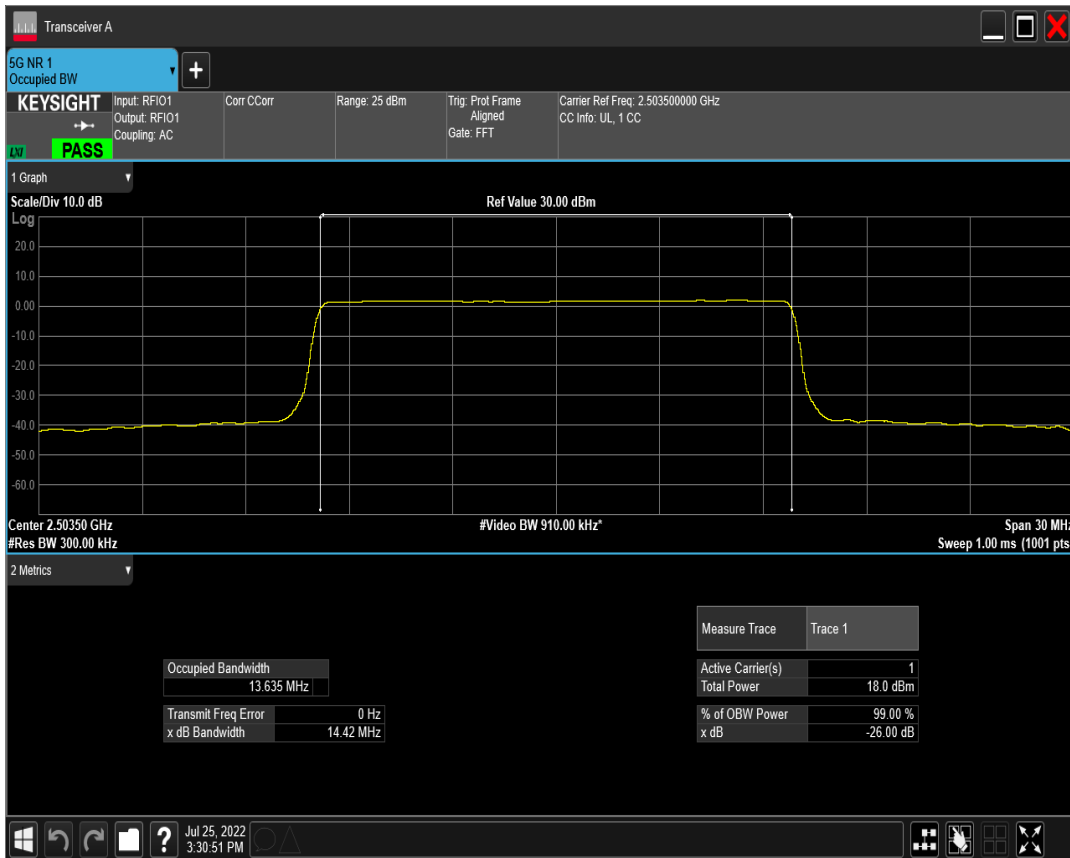 Transceiver A
5G NR 1
Occupied BW
KEYSIGHT
LXI
PASS
Input: RFIO1
Output: RFIO1
Coupling: AC
Corr CCorr
Range: 25 dBm
Trig: Prot Frame
Aligned
Gate: FFT
Carrier Ref Freq: 2.503500000 GHz
CC Info: UL, 1 CC
1 Graph
Scale/Div 10.0 dB
Ref Value 30.00 dBm
Log
20.0
10.0
0.00
-10.0
-20.0
-30.0
-40.0
-50.0
-60.0
Center 2.50350 GHz
#Video BW 910.00 kHz*
Span 30 MHz
#Res BW 300.00 kHz
Sweep 1.00 ms (1001 pts
2 Metrics
Measure Trace
Trace 1
Occupied Bandwidth
13.635 MHz
Active Carrier(s) 1
Total Power 18.0 dBm
Transmit Freq Error 0 Hz
x dB Bandwidth 14.42 MHz
% of OBW Power 99.00 %
x dB -26.00 dB
?
Jul 25, 2022
3:30:51 PM